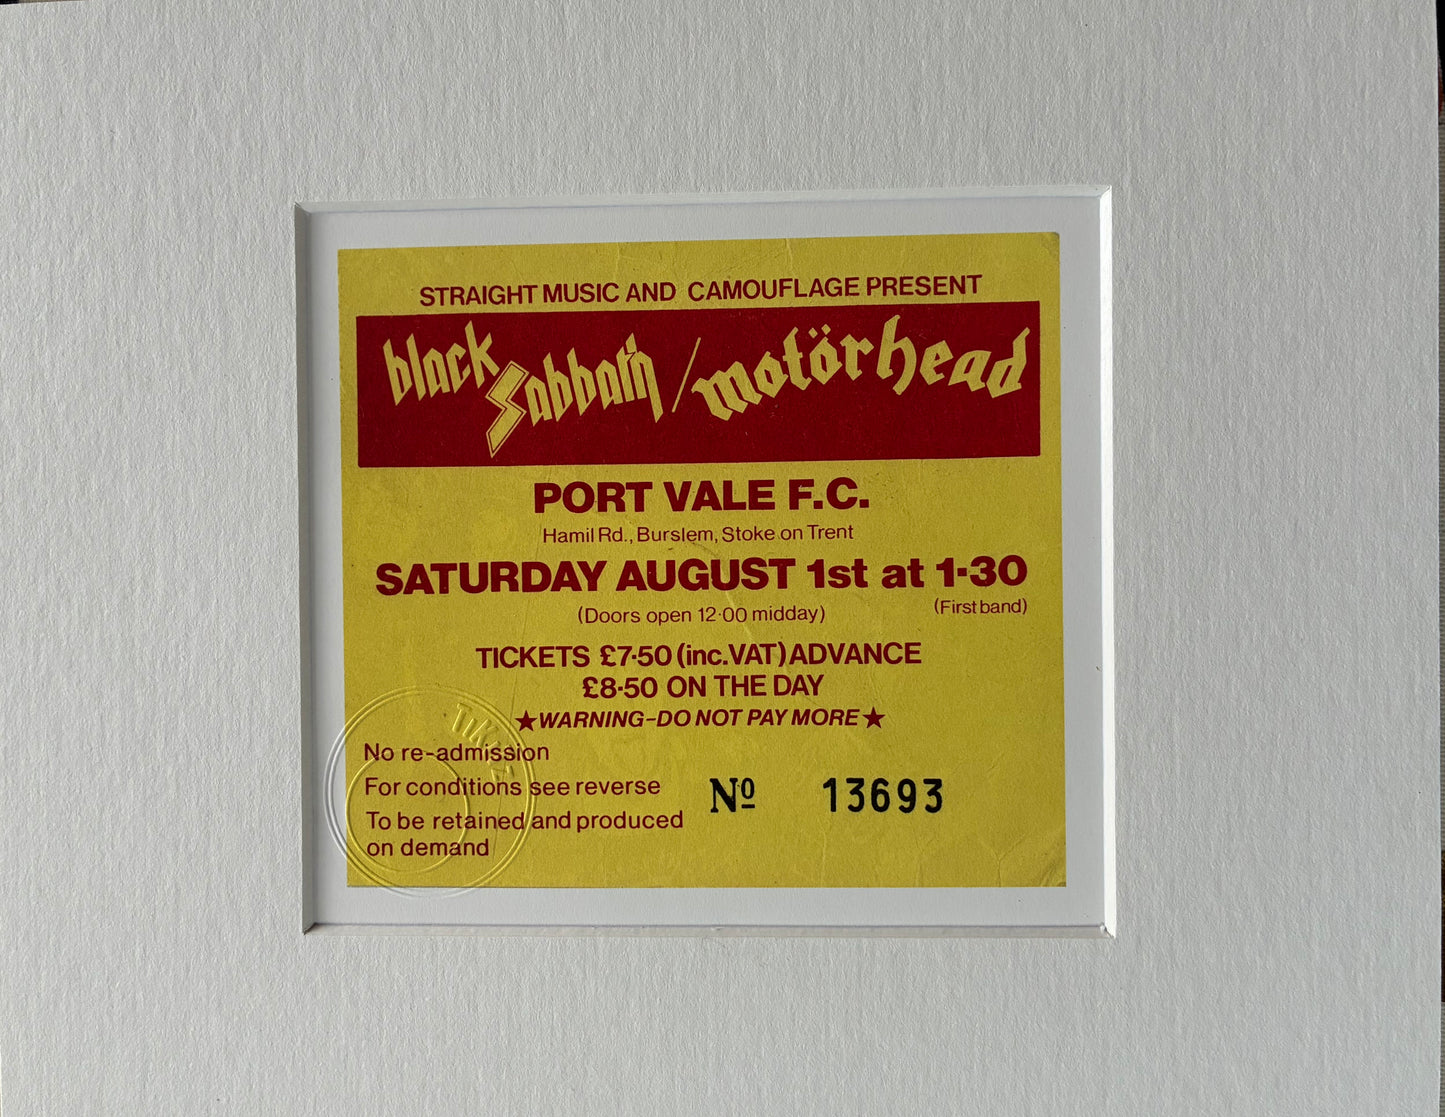 STRAIGHT MUSIC AND CAMOUFLAGE PRESENT
black Sabbath / motörhead
PORT VALE F.C.
Hamil Rd., Burslem, Stoke on Trent
SATURDAY AUGUST 1st at 1·30
(Doors open 12·00 midday) (First band)
TICKETS £7·50 (inc. VAT) ADVANCE
£8·50 ON THE DAY
★WARNING–DO NOT PAY MORE★
No re-admission
For conditions see reverse
To be retained and produced
on demand
Nº 13693